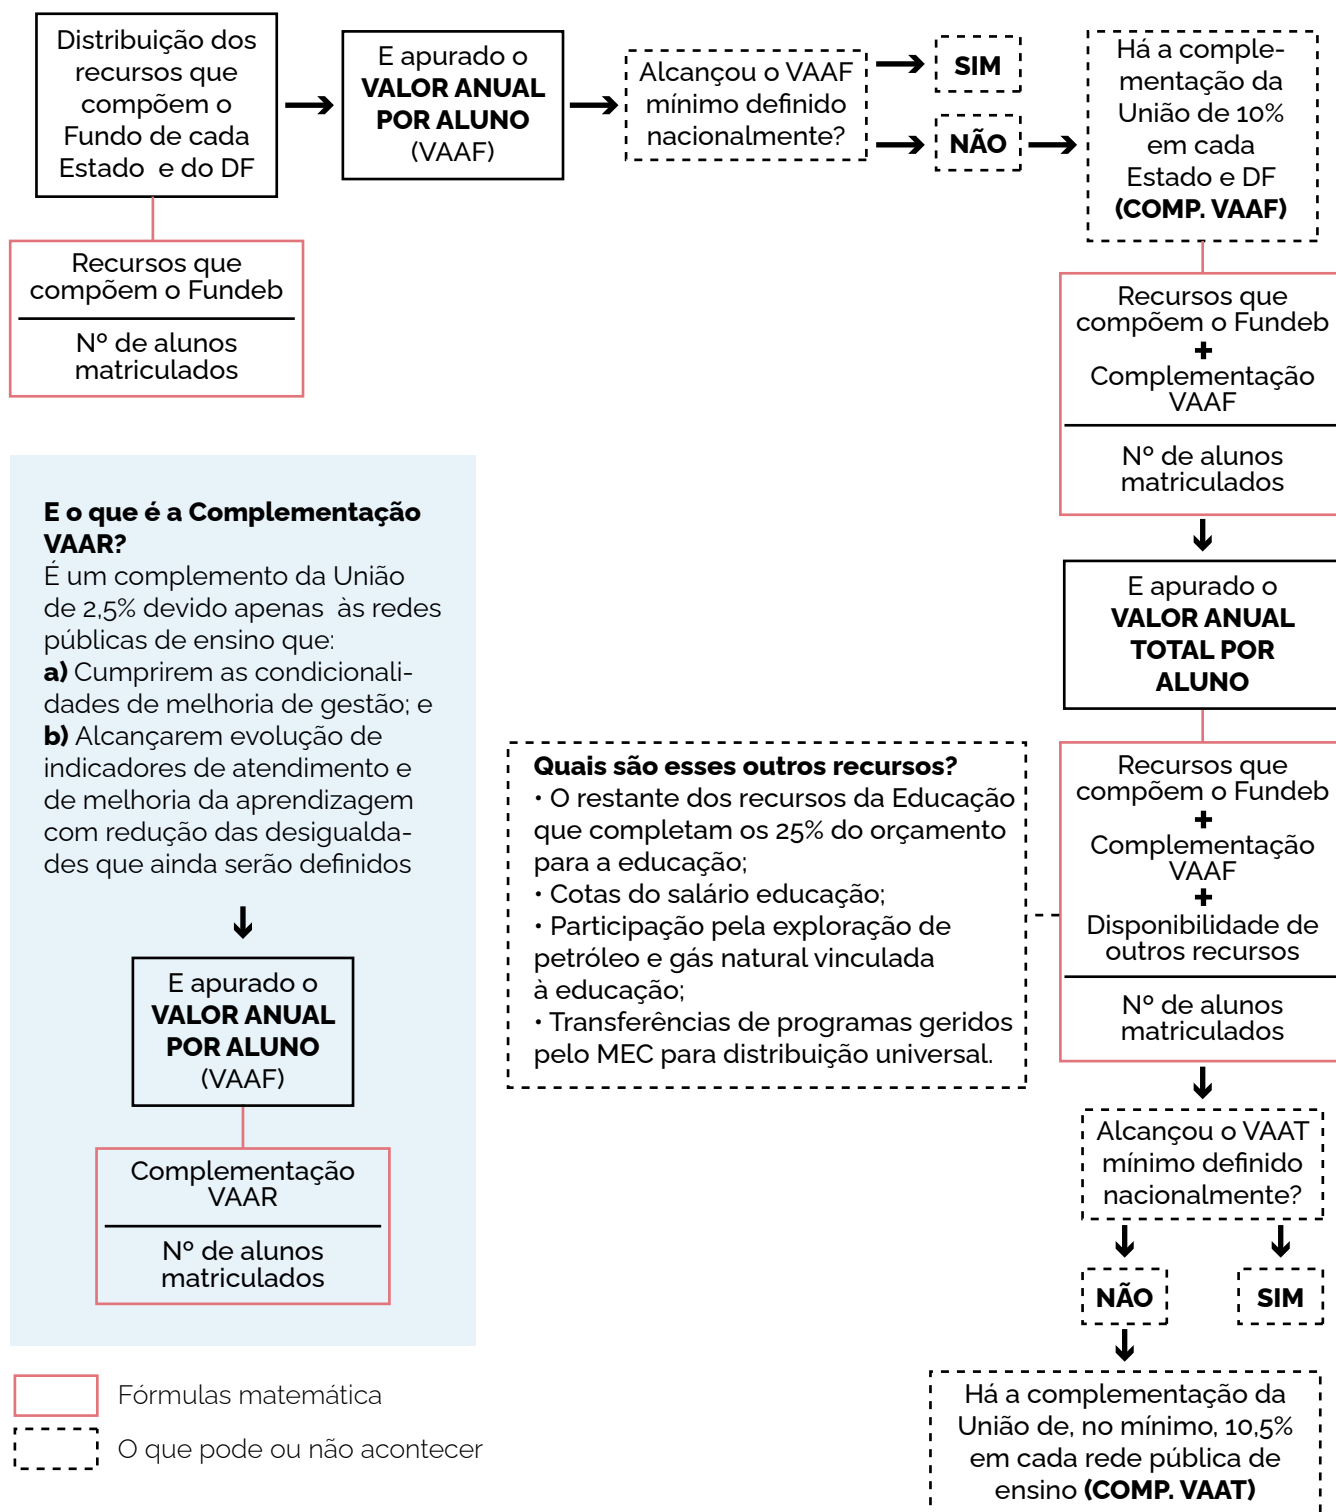 Distribuição dos
recursos que
compõem o
Fundo de cada
Estado e do DF
E apurado o
VALOR ANUAL
POR ALUNO
(VAAF)
Alcançou o VAAF
mínimo definido
nacionalmente?
SIM
NÃO
Há a comple-
mentação da
União de 10%
em cada
Estado e DF
(COMP. VAAF)
Recursos que
compõem o Fundeb
Nº de alunos
matriculados
Recursos que
compõem o Fundeb
+
Complementação
VAAF
Nº de alunos
matriculados
E apurado o
VALOR ANUAL
TOTAL POR
ALUNO
Recursos que
compõem o Fundeb
+
Complementação
VAAF
+
Disponibilidade de
outros recursos
Nº de alunos
matriculados
Quais são esses outros recursos?
• O restante dos recursos da Educação
que completam os 25% do orçamento
para a educação;
• Cotas do salário educação;
• Participação pela exploração de
petróleo e gás natural vinculada
à educação;
• Transferências de programas geridos
pelo MEC para distribuição universal.
Alcançou o VAAT
mínimo definido
nacionalmente?
NÃO
SIM
Há a complementação da
União de, no mínimo, 10,5%
em cada rede pública de
ensino (COMP. VAAT)
E o que é a Complementação
VAAR?
É um complemento da União
de 2,5% devido apenas às redes
públicas de ensino que:
a) Cumprirem as condicionali-
dades de melhoria de gestão; e
b) Alcançarem evolução de
indicadores de atendimento e
de melhoria da aprendizagem
com redução das desigualda-
des que ainda serão definidos
E apurado o
VALOR ANUAL
POR ALUNO
(VAAF)
Complementação
VAAR
Nº de alunos
matriculados
Fórmulas matemática
O que pode ou não acontecer